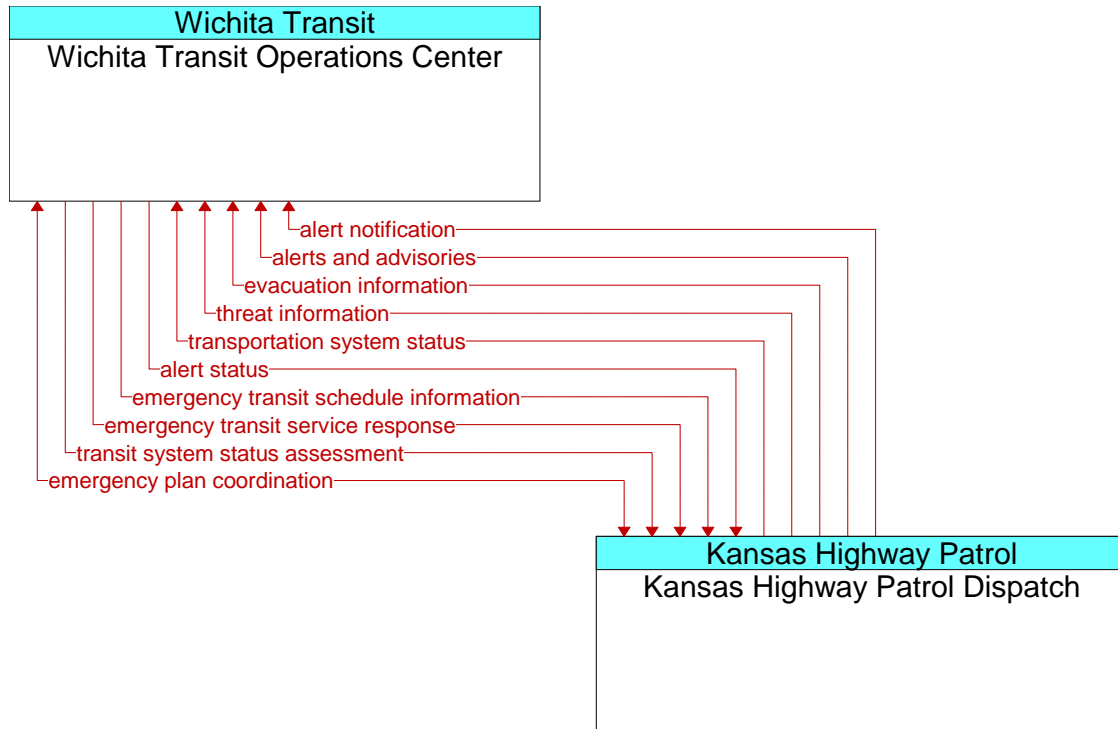 Wichita Transit
Wichita Transit Operations Center
alert notification
alerts and advisories
evacuation information
threat information
transportation system status
alert status
emergency transit schedule information
emergency transit service response
transit system status assessment
emergency plan coordination
Kansas Highway Patrol
Kansas Highway Patrol Dispatch